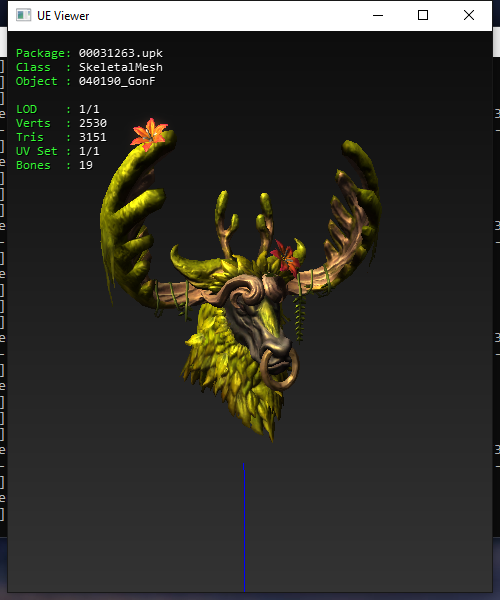 UE Viewer
Package: 00031263.upk
Class : SkeletalMesh
Object : 040190_GonF
LOD : 1/1
Verts : 2530
Tris : 3151
UV Set : 1/1
Bones : 19